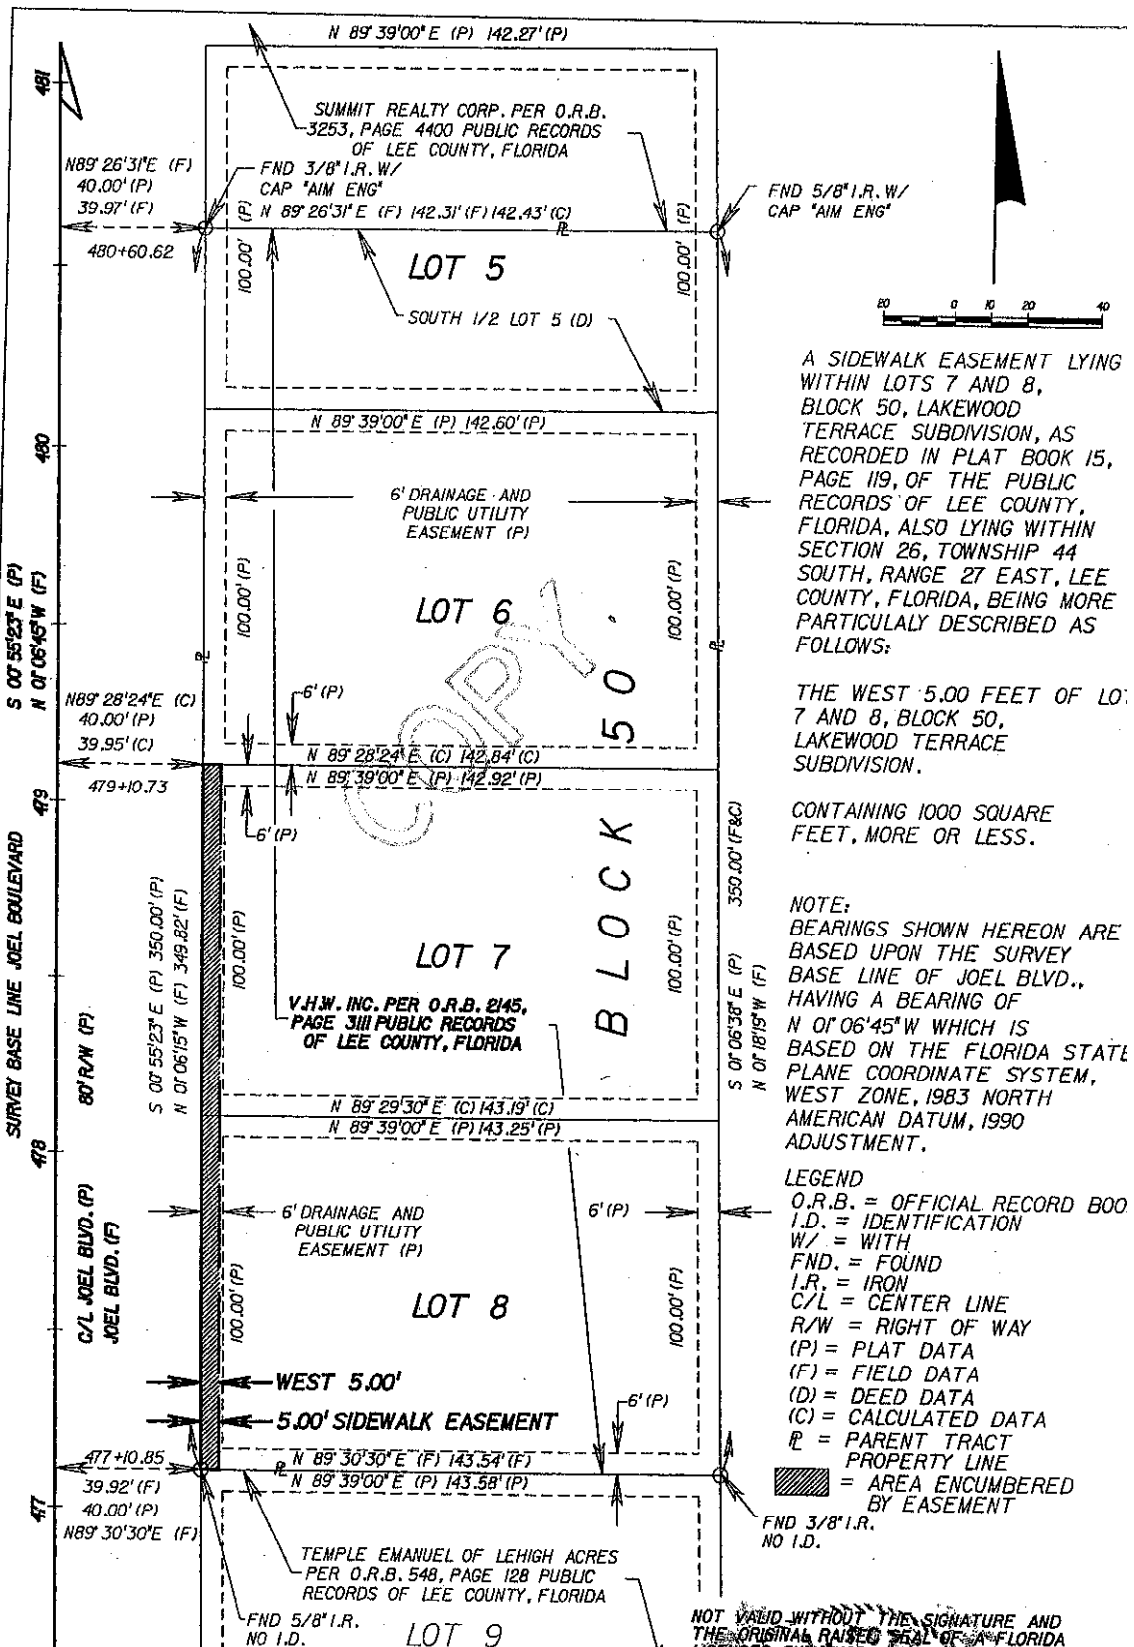 N 89°39'00" E (P) 142.27' (P)
481
SUMMIT REALTY CORP. PER O.R.B.
3253, PAGE 4400 PUBLIC RECORDS
OF LEE COUNTY, FLORIDA
N89°26'31"E (F)
40.00' (P)
39.97' (F)
480+60.62
FND 3/8" I.R. W/
CAP "AIM ENG"
N 89°26'31" E (F) 142.31' (F) 142.43' (C)
FND 5/8" I.R. W/
CAP "AIM ENG"
(P)
100.00'
LOT 5
100.00' (P)
SOUTH 1/2 LOT 5 (D)
20 0 10 20 40
N 89°39'00" E (P) 142.60' (P)
480
6' DRAINAGE AND
PUBLIC UTILITY
EASEMENT (P)
100.00' (P)
LOT 6
100.00' (P)
S 00°55'23" E (P)
N 01°06'45" W (F)
COPY
N89°28'24"E (C)
40.00' (P)
39.95' (C)
479+10.73
6' (P)
N 89°28'24" E (C) 142.84' (C)
N 89°39'00" E (P) 142.92' (P)
6' (P)
479
BLOCK 50
A SIDEWALK EASEMENT LYING
WITHIN LOTS 7 AND 8,
BLOCK 50, LAKEWOOD
TERRACE SUBDIVISION, AS
RECORDED IN PLAT BOOK 15,
PAGE 119, OF THE PUBLIC
RECORDS OF LEE COUNTY,
FLORIDA, ALSO LYING WITHIN
SECTION 26, TOWNSHIP 44
SOUTH, RANGE 27 EAST, LEE
COUNTY, FLORIDA, BEING MORE
PARTICULALY DESCRIBED AS
FOLLOWS:
THE WEST 5.00 FEET OF LOT
7 AND 8, BLOCK 50,
LAKEWOOD TERRACE
SUBDIVISION.
CONTAINING 1000 SQUARE
FEET, MORE OR LESS.
NOTE:
BEARINGS SHOWN HEREON ARE
BASED UPON THE SURVEY
BASE LINE OF JOEL BLVD.,
HAVING A BEARING OF
N 01°06'45" W WHICH IS
BASED ON THE FLORIDA STATE
PLANE COORDINATE SYSTEM,
WEST ZONE, 1983 NORTH
AMERICAN DATUM, 1990
ADJUSTMENT.
SURVEY BASE LINE JOEL BOULEVARD
80' R/W (P)
S 00°55'23" E (P) 350.00' (P)
N 01°06'15" W (F) 349.82' (F)
100.00' (P)
LOT 7
100.00' (P)
350.00' (F&C)
S 01°06'38" E (P)
N 01°18'19" W (F)
V.H.W. INC. PER O.R.B. 2145,
PAGE 3111 PUBLIC RECORDS
OF LEE COUNTY, FLORIDA
N 89°29'30" E (C) 143.19' (C)
N 89°39'00" E (P) 143.25' (P)
478
C/L JOEL BLVD. (P)
JOEL BLVD. (F)
6' DRAINAGE AND
PUBLIC UTILITY
EASEMENT (P)
6' (P)
100.00' (P)
LOT 8
100.00' (P)
WEST 5.00'
5.00' SIDEWALK EASEMENT
6' (P)
477+10.85
39.92' (F)
40.00' (P)
N89°30'30"E (F)
N 89°30'30" E (F) 143.54' (F)
N 89°39'00" E (P) 143.58' (P)
477
LEGEND
O.R.B. = OFFICIAL RECORD BOO
I.D. = IDENTIFICATION
W/ = WITH
FND. = FOUND
I.R. = IRON
C/L = CENTER LINE
R/W = RIGHT OF WAY
(P) = PLAT DATA
(F) = FIELD DATA
(D) = DEED DATA
(C) = CALCULATED DATA
PL = PARENT TRACT
PROPERTY LINE
= AREA ENCUMBERED
BY EASEMENT
FND 3/8" I.R.
NO I.D.
TEMPLE EMANUEL OF LEHIGH ACRES
PER O.R.B. 548, PAGE 128 PUBLIC
RECORDS OF LEE COUNTY, FLORIDA
FND 5/8" I.R.
NO I.D.
LOT 9
NOT VALID WITHOUT THE SIGNATURE AND
THE ORIGINAL RAISED SEAL OF A FLORIDA